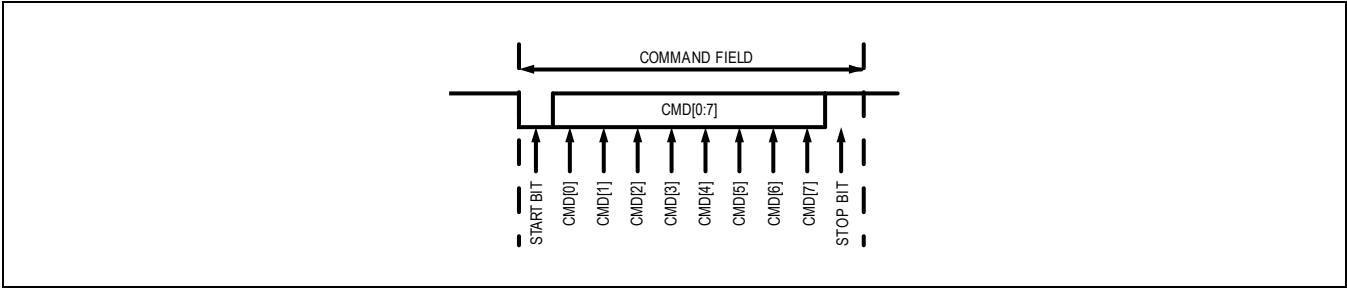 COMMAND FIELD
CMD[0:7]
START BIT
CMD[0]
CMD[1]
CMD[2]
CMD[3]
CMD[4]
CMD[5]
CMD[6]
CMD[7]
STOP BIT